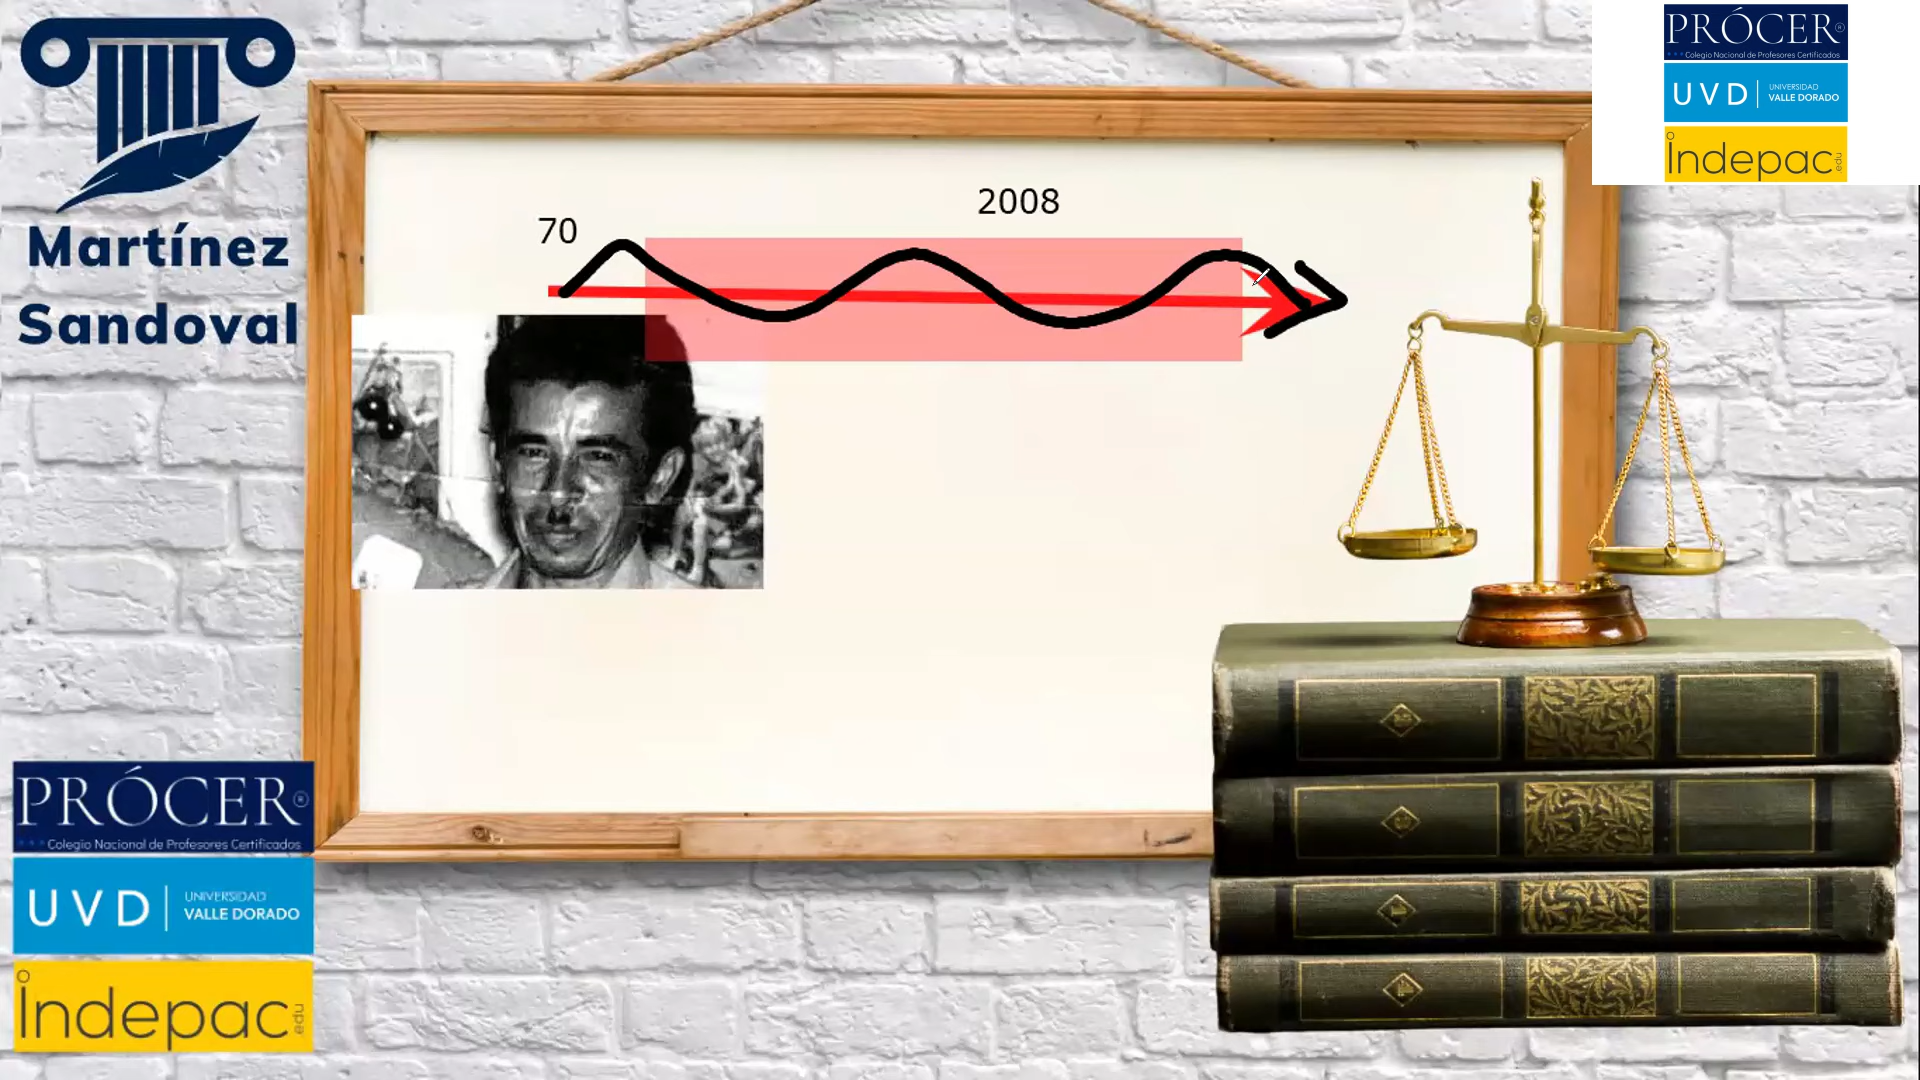 Martínez
Sandoval
PRÓCER®
Colegio Nacional de Profesores Certificados
UVD
UNIVERSIDAD
VALLE DORADO
indepac.edu
2008
70
PRÓCER®
Colegio Nacional de Profesores Certificados
UVD
UNIVERSIDAD
VALLE DORADO
indepac.edu